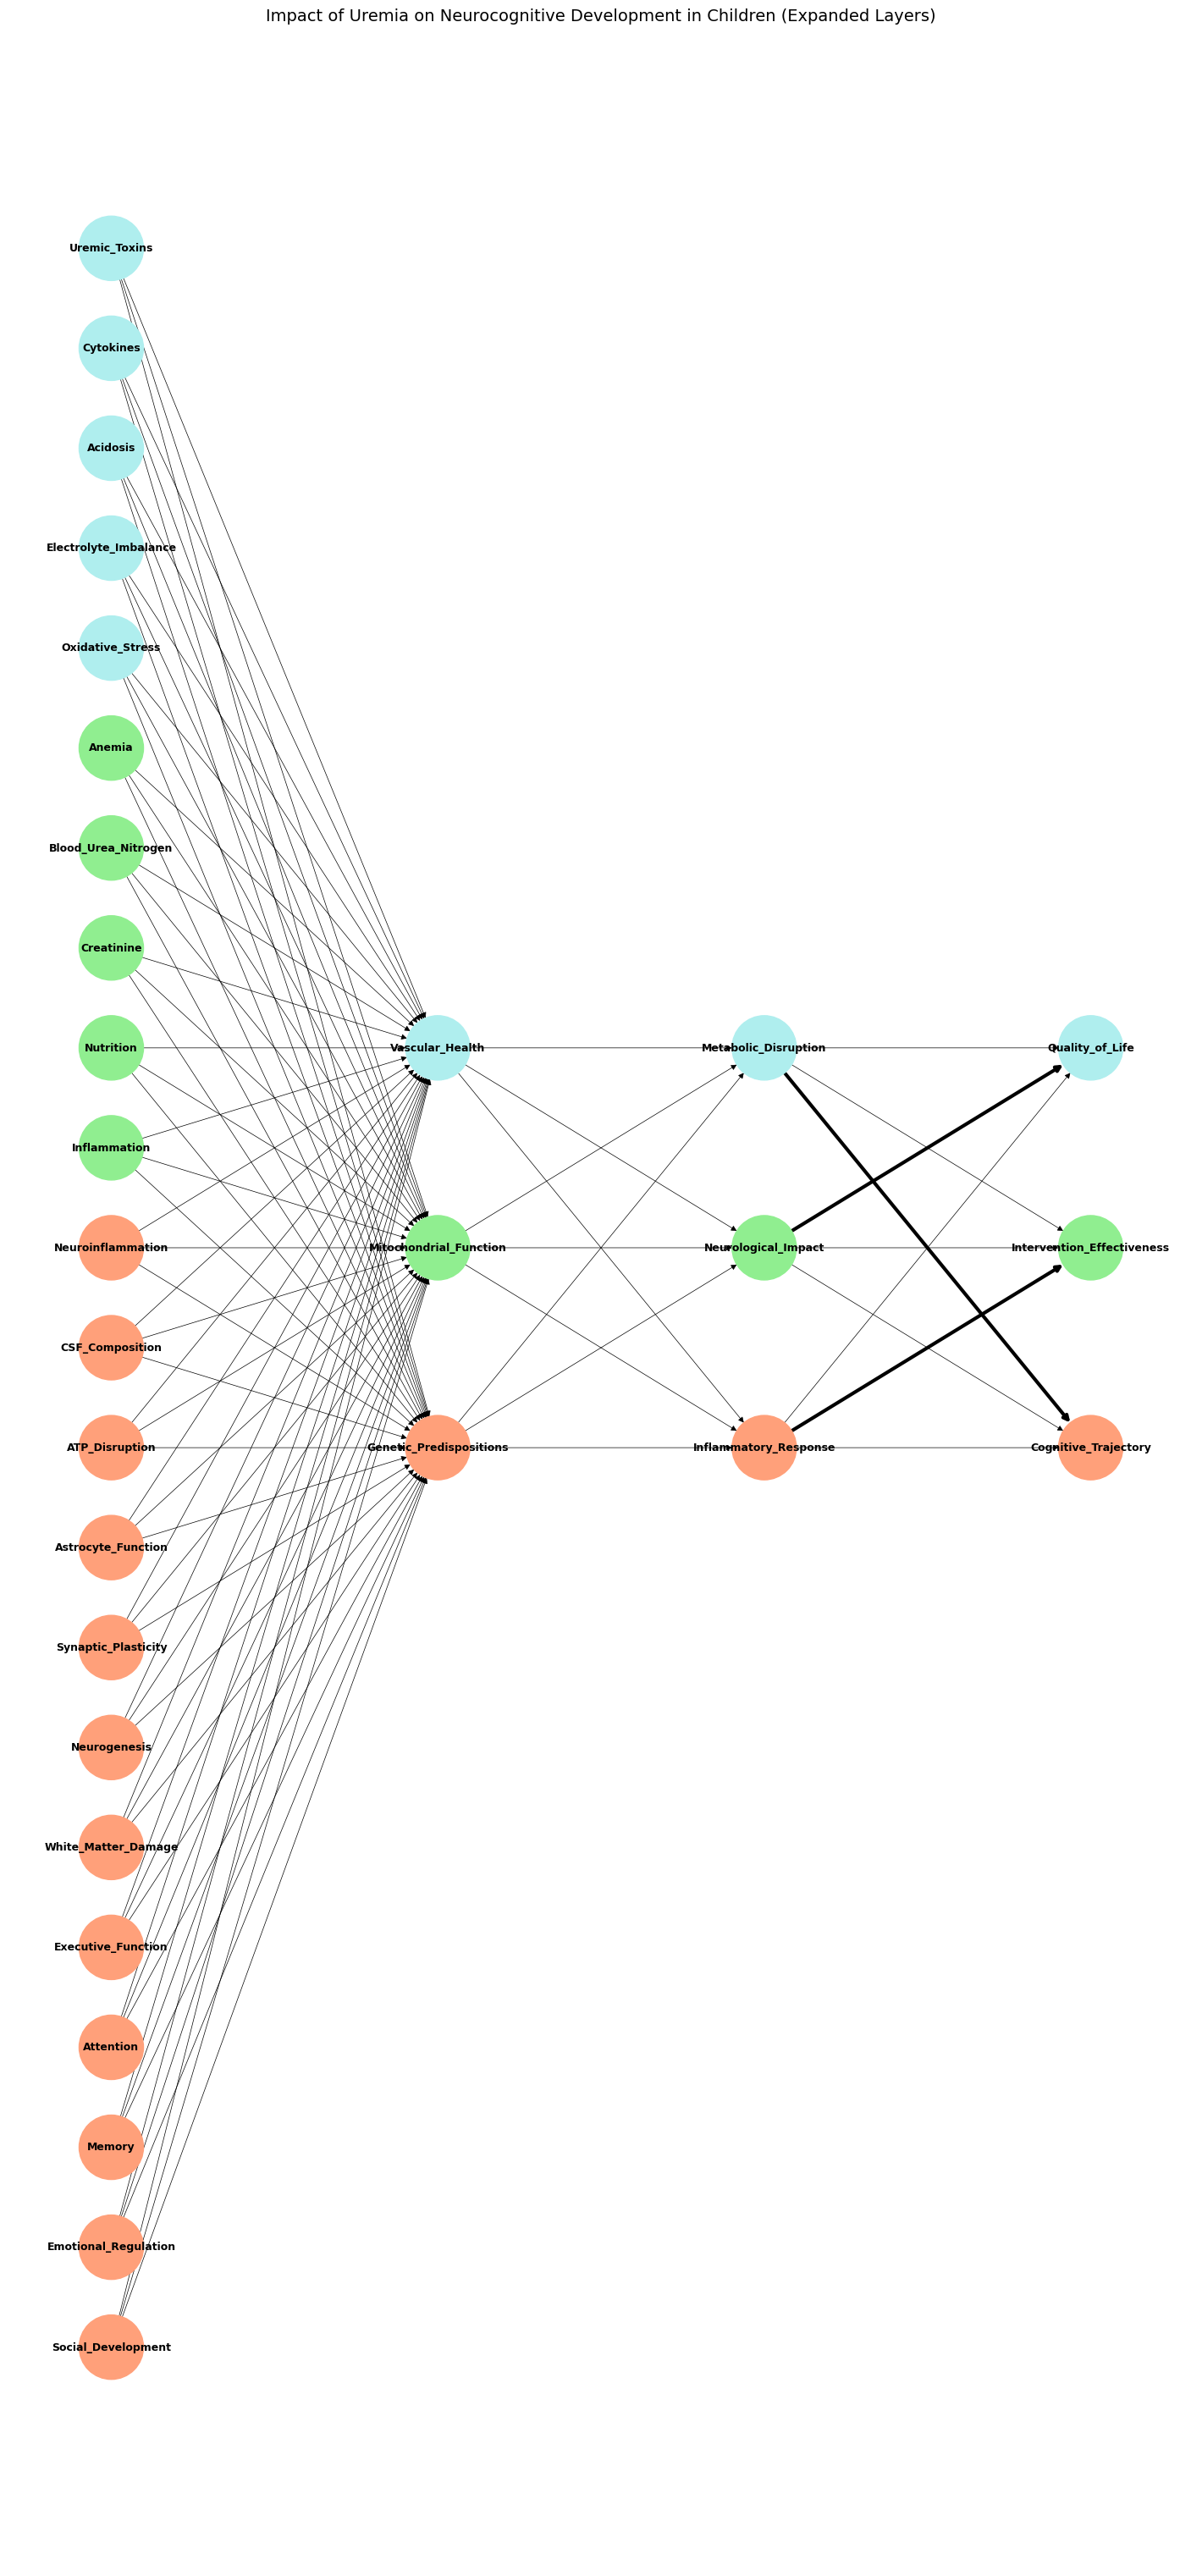 Impact of Uremia on Neurocognitive Development in Children (Expanded Layers)
Uremic_Toxins
Cytokines
Acidosis
Electrolyte_Imbalance
Oxidative_Stress
Anemia
Blood_Urea_Nitrogen
Creatinine
Nutrition
Inflammation
Neuroinflammation
CSF_Composition
ATP_Disruption
Astrocyte_Function
Synaptic_Plasticity
Neurogenesis
White_Matter_Damage
Executive_Function
Attention
Memory
Emotional_Regulation
Social_Development
Vascular_Health
Mitochondrial_Function
Genetic_Predispositions
Metabolic_Disruption
Neurological_Impact
Inflammatory_Response
Quality_of_Life
Intervention_Effectiveness
Cognitive_Trajectory